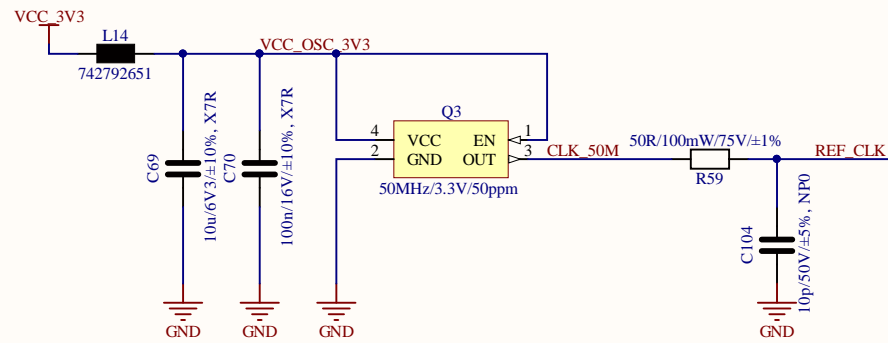 VCC_3V3
L14
742792651
VCC_OSC_3V3
C69
10u/6V3/±10%, X7R
C70
100n/16V/±10%, X7R
Q3
4 VCC EN 1
2 GND OUT 3
50MHz/3.3V/50ppm
CLK_50M
50R/100mW/75V/±1%
R59
REF_CLK
C104
10p/50V/±5%, NP0
GND
GND
GND
GND